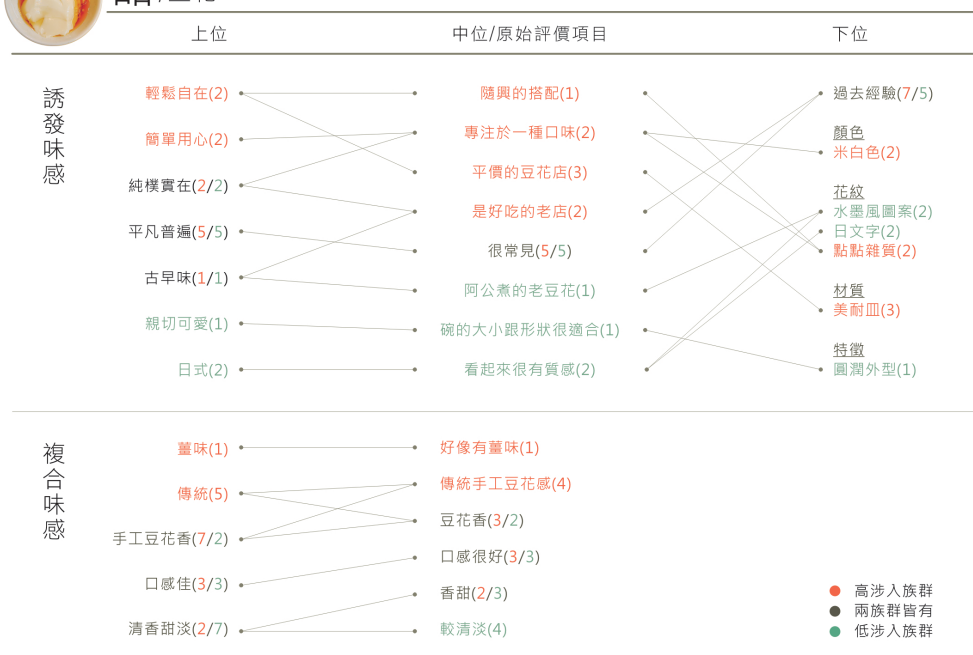 上位 中位/原始評價項目 下位
誘發味感
輕鬆自在(2)
簡單用心(2)
純樸實在(2/2)
平凡普遍(5/5)
古早味(1/1)
親切可愛(1)
日式(2)
隨興的搭配(1)
專注於一種口味(2)
平價的豆花店(3)
是好吃的老店(2)
很常見(5/5)
阿公煮的老豆花(1)
碗的大小跟形狀很適合(1)
看起來很有質感(2)
過去經驗(7/5)
顏色
米白色(2)
花紋
水墨風圖案(2)
日文字(2)
點點雜質(2)
材質
美耐皿(3)
特徵
圓潤外型(1)
複合味感
薑味(1)
傳統(5)
手工豆花香(7/2)
口感佳(3/3)
清香甜淡(2/7)
好像有薑味(1)
傳統手工豆花感(4)
豆花香(3/2)
口感很好(3/3)
香甜(2/3)
較清淡(4)
高涉入族群
兩族群皆有
低涉入族群